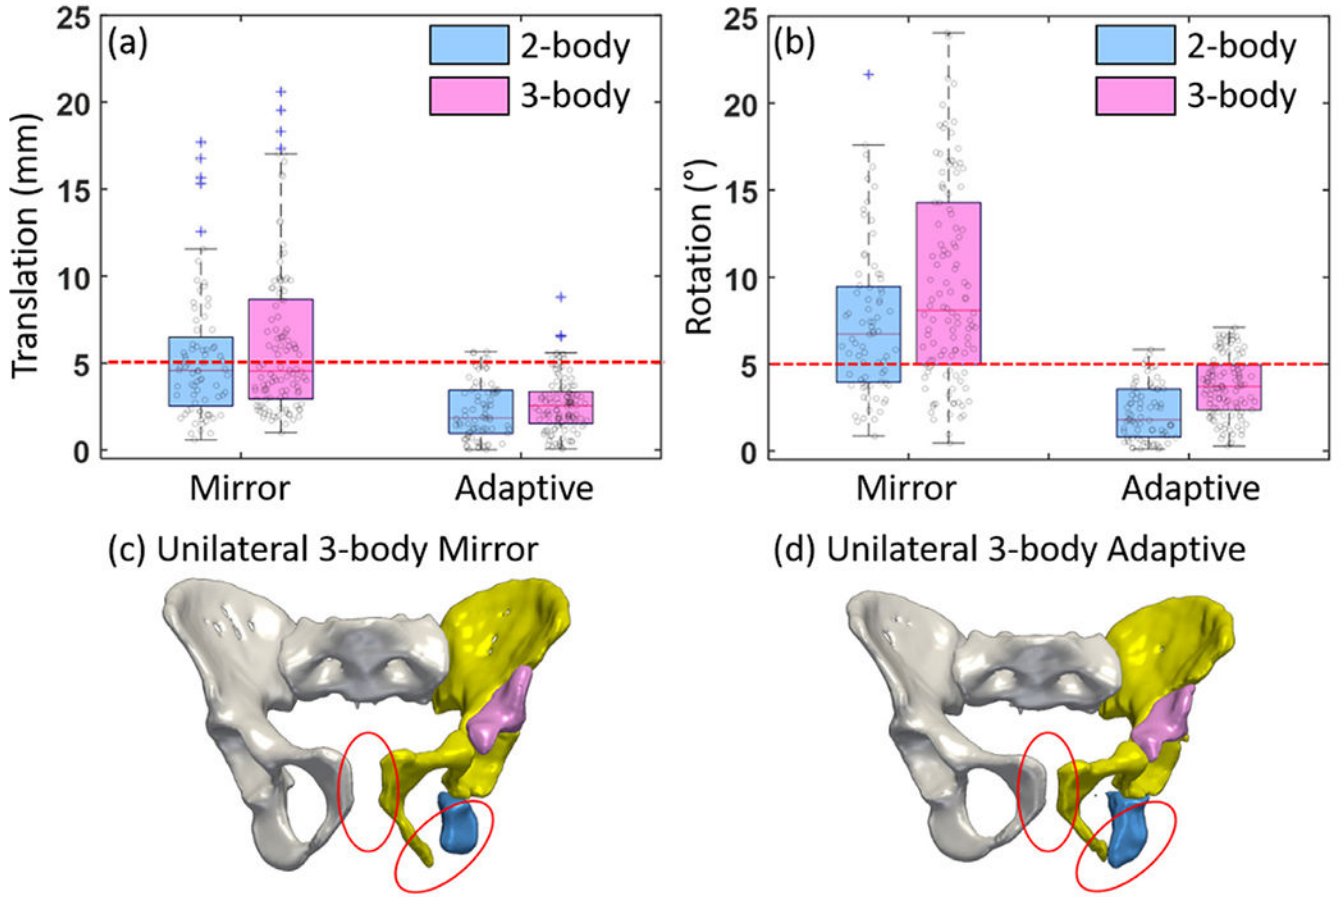 (a)
2-body
3-body
Translation (mm)
25
20
15
10
5
0
Mirror
Adaptive
(b)
2-body
3-body
Rotation (°)
25
20
15
10
5
0
Mirror
Adaptive
(c) Unilateral 3-body Mirror
(d) Unilateral 3-body Adaptive